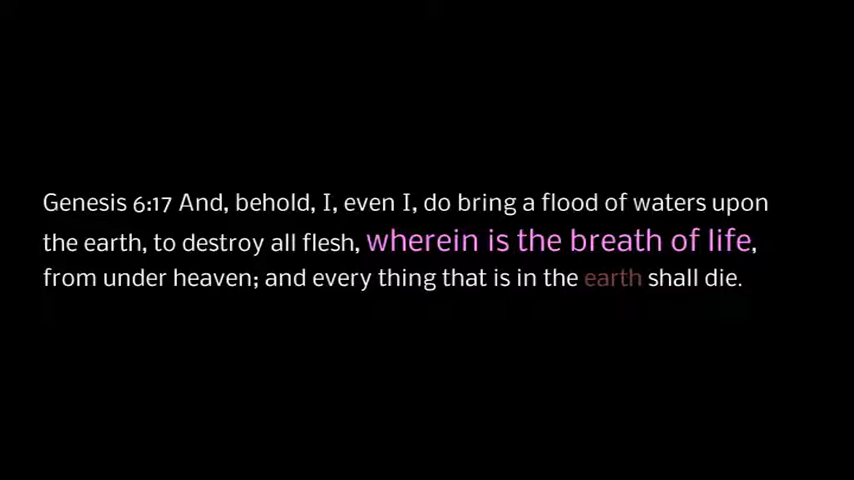 Genesis 6:17 And, behold, I, even I, do bring a flood of waters upon
the earth, to destroy all flesh, wherein is the breath of life,
from under heaven; and every thing that is in the earth shall die.